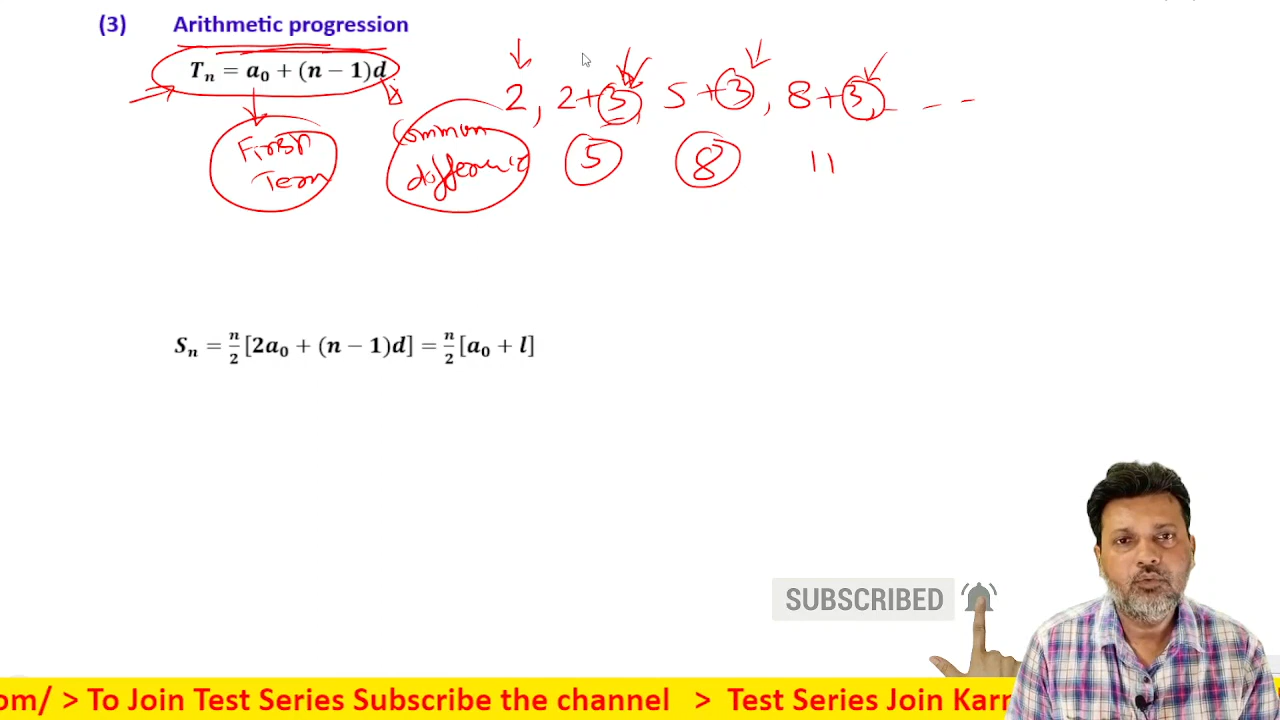 (3) Arithmetic progression
Tₙ = a₀ + (n − 1)d
2, 2+3, 5+3, 8+3, - - -
First
Term
Common
difference
5 8 11
Sₙ = n/2 [2a₀ + (n − 1)d] = n/2 [a₀ + l]
SUBSCRIBED
om/ > To Join Test Series Subscribe the channel > Test Series Join Karr